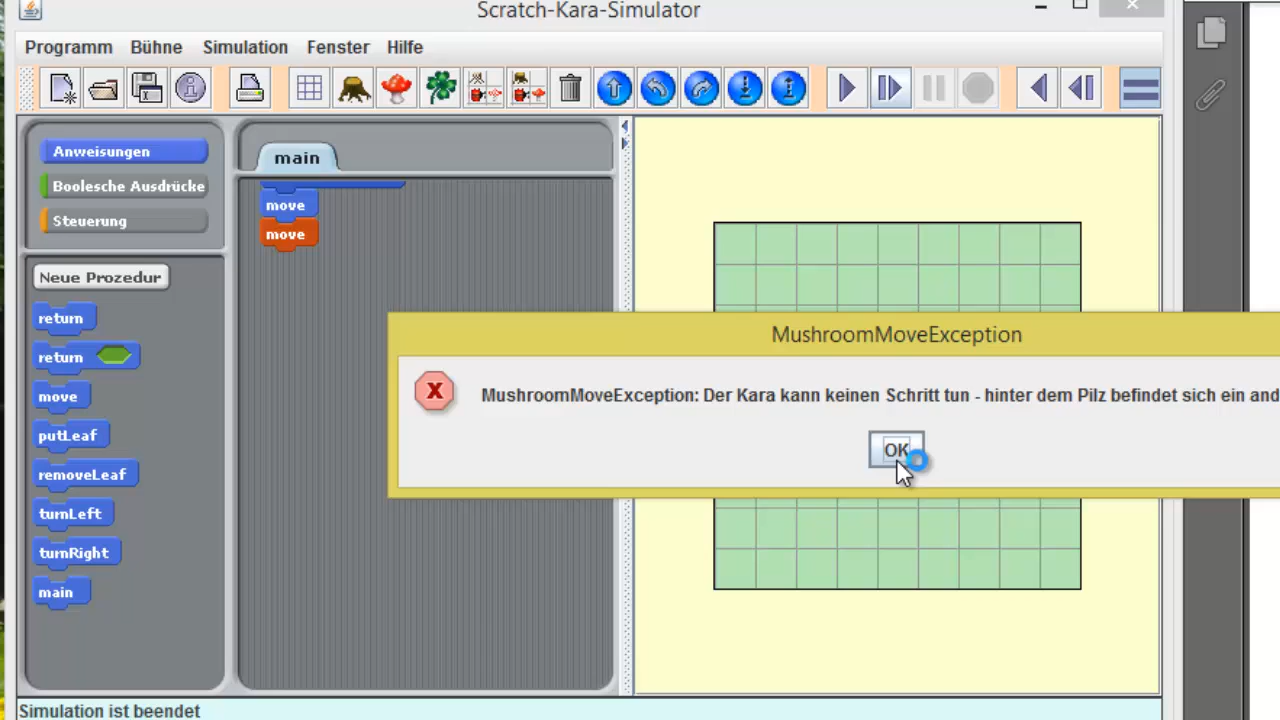 Scratch-Kara-Simulator
Programm Bühne Simulation Fenster Hilfe
Anweisungen
Boolesche Ausdrücke
Steuerung
Neue Prozedur
return
return
move
putLeaf
removeLeaf
turnLeft
turnRight
main
main
move
move
MushroomMoveException
MushroomMoveException: Der Kara kann keinen Schritt tun - hinter dem Pilz befindet sich ein and
OK
Simulation ist beendet